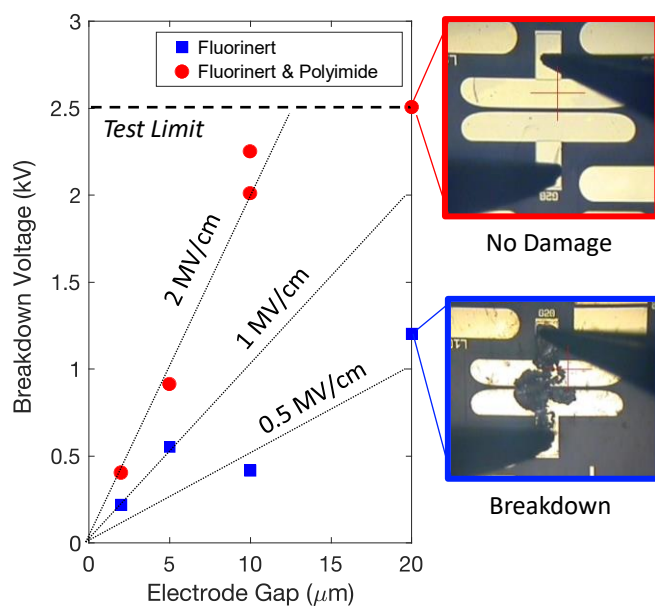 3
2.5
2
1.5
1
0.5
0
0
5
10
15
20
Breakdown Voltage (kV)
Electrode Gap (μm)
Fluorinert
Fluorinert & Polyimide
Test Limit
2 MV/cm
1 MV/cm
0.5 MV/cm
G2B
No Damage
L1
Breakdown